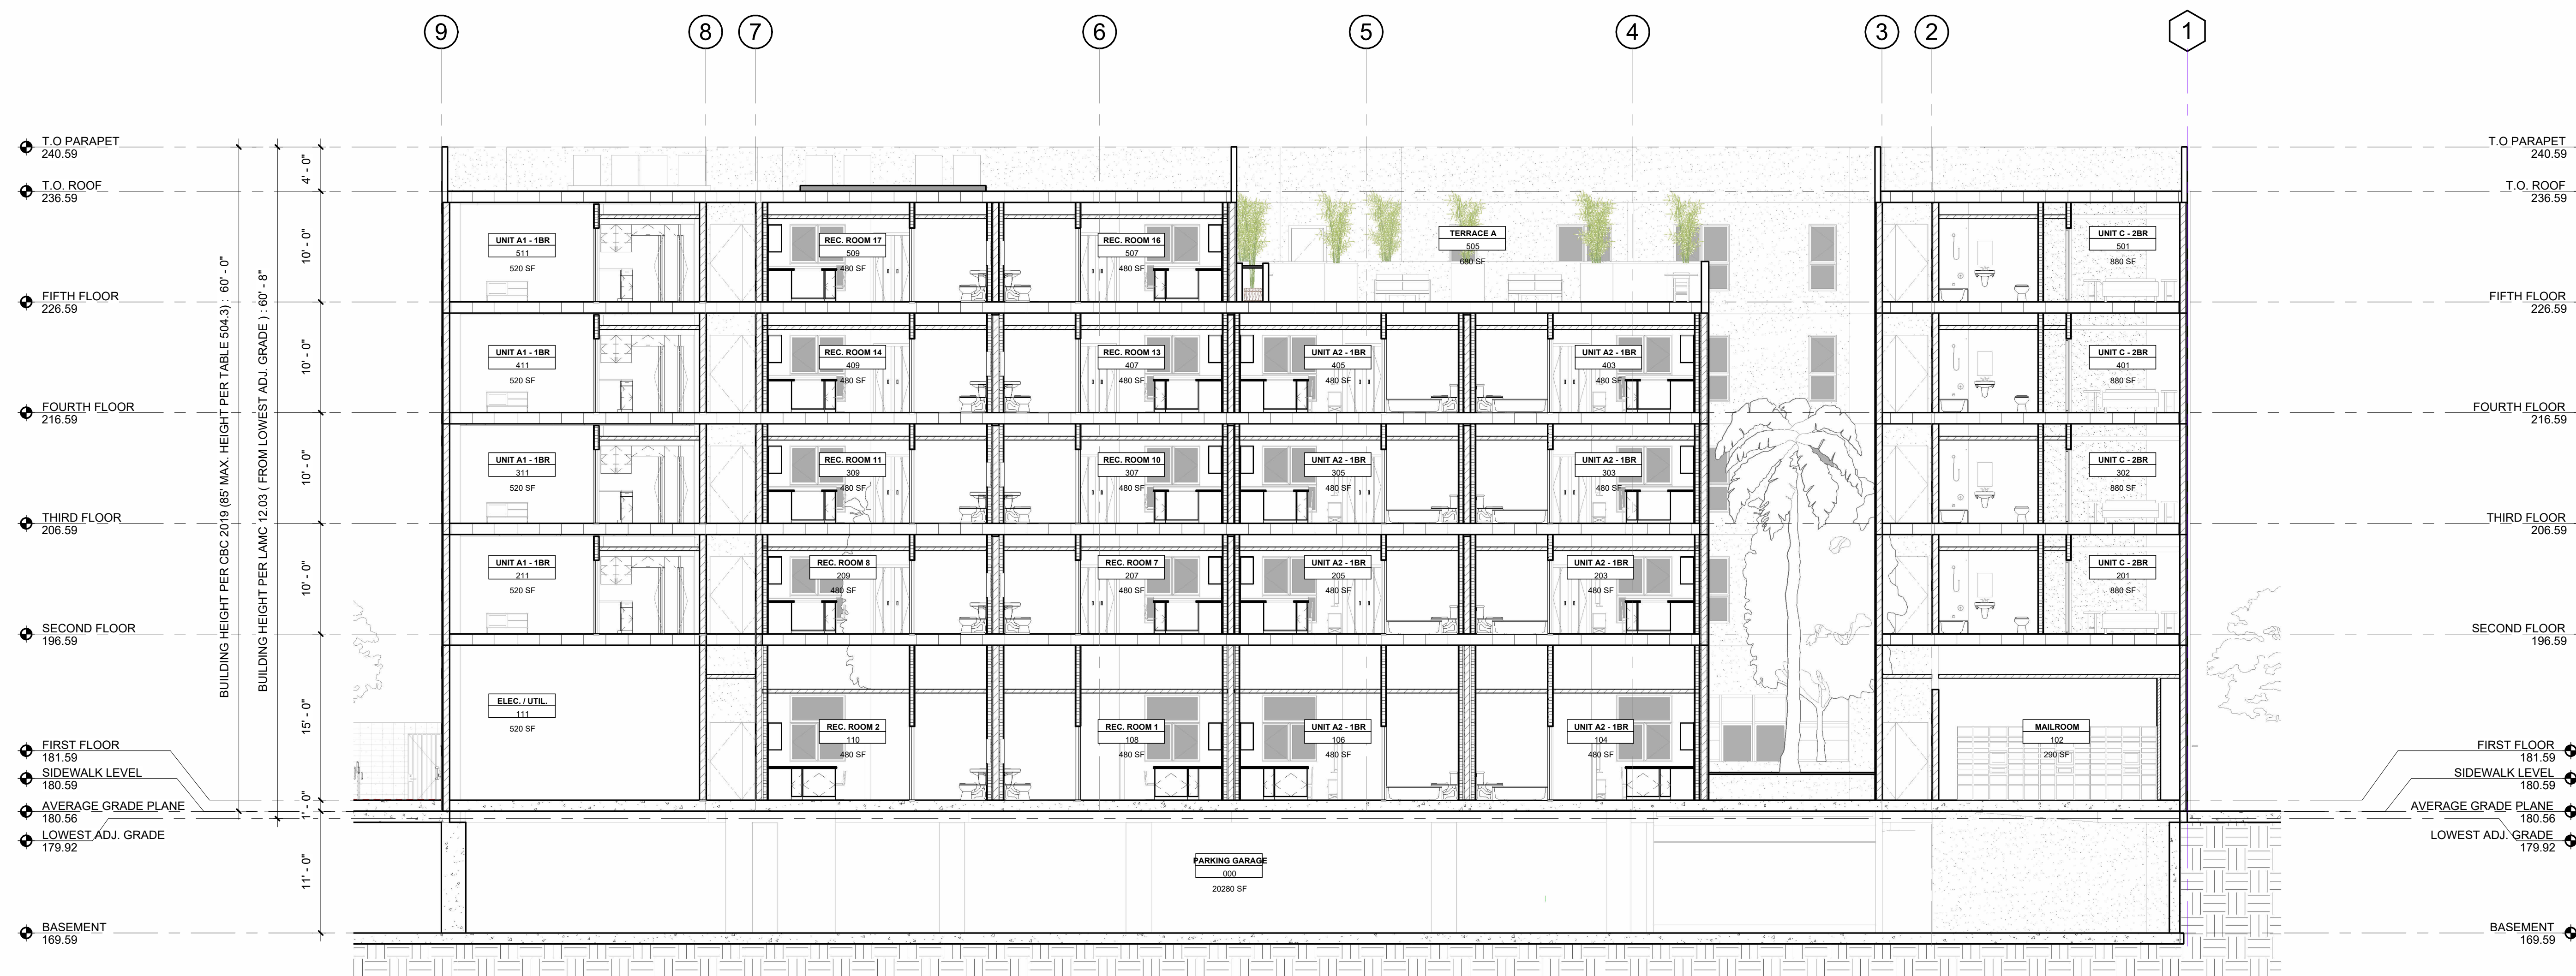 9
8
7
6
5
4
3
2
1
T.O PARAPET
240.59
T.O. ROOF
236.59
FIFTH FLOOR
226.59
FOURTH FLOOR
216.59
THIRD FLOOR
206.59
SECOND FLOOR
196.59
FIRST FLOOR
181.59
SIDEWALK LEVEL
180.59
AVERAGE GRADE PLANE
180.56
LOWEST ADJ. GRADE
179.92
BASEMENT
169.59
BUILDING HEIGHT PER CBC 2019 (85' MAX. HEIGHT PER TABLE 504.3) : 60' - 0"
BUILDING HEIGHT PER LAMC 12.03 ( FROM LOWEST ADJ. GRADE ) : 60' - 8"
4' - 0"
10' - 0"
10' - 0"
10' - 0"
10' - 0"
15' - 0"
1' - 0"
11' - 0"
UNIT A1 - 1BR
511
520 SF
REC. ROOM 17
509
480 SF
REC. ROOM 16
507
480 SF
TERRACE A
505
680 SF
UNIT C - 2BR
501
880 SF
UNIT A1 - 1BR
411
520 SF
REC. ROOM 14
409
480 SF
REC. ROOM 13
407
480 SF
UNIT A2 - 1BR
405
480 SF
UNIT A2 - 1BR
403
480 SF
UNIT C - 2BR
401
880 SF
UNIT A1 - 1BR
311
520 SF
REC. ROOM 11
309
480 SF
REC. ROOM 10
307
480 SF
UNIT A2 - 1BR
305
480 SF
UNIT A2 - 1BR
303
480 SF
UNIT C - 2BR
302
880 SF
UNIT A1 - 1BR
211
520 SF
REC. ROOM 8
209
480 SF
REC. ROOM 7
207
480 SF
UNIT A2 - 1BR
205
480 SF
UNIT A2 - 1BR
203
480 SF
UNIT C - 2BR
201
880 SF
ELEC. / UTIL.
111
520 SF
REC. ROOM 2
110
480 SF
REC. ROOM 1
108
480 SF
UNIT A2 - 1BR
106
480 SF
UNIT A2 - 1BR
104
480 SF
MAILROOM
102
290 SF
PARKING GARAGE
000
20280 SF
T.O PARAPET
240.59
T.O. ROOF
236.59
FIFTH FLOOR
226.59
FOURTH FLOOR
216.59
THIRD FLOOR
206.59
SECOND FLOOR
196.59
FIRST FLOOR
181.59
SIDEWALK LEVEL
180.59
AVERAGE GRADE PLANE
180.56
LOWEST ADJ. GRADE
179.92
BASEMENT
169.59